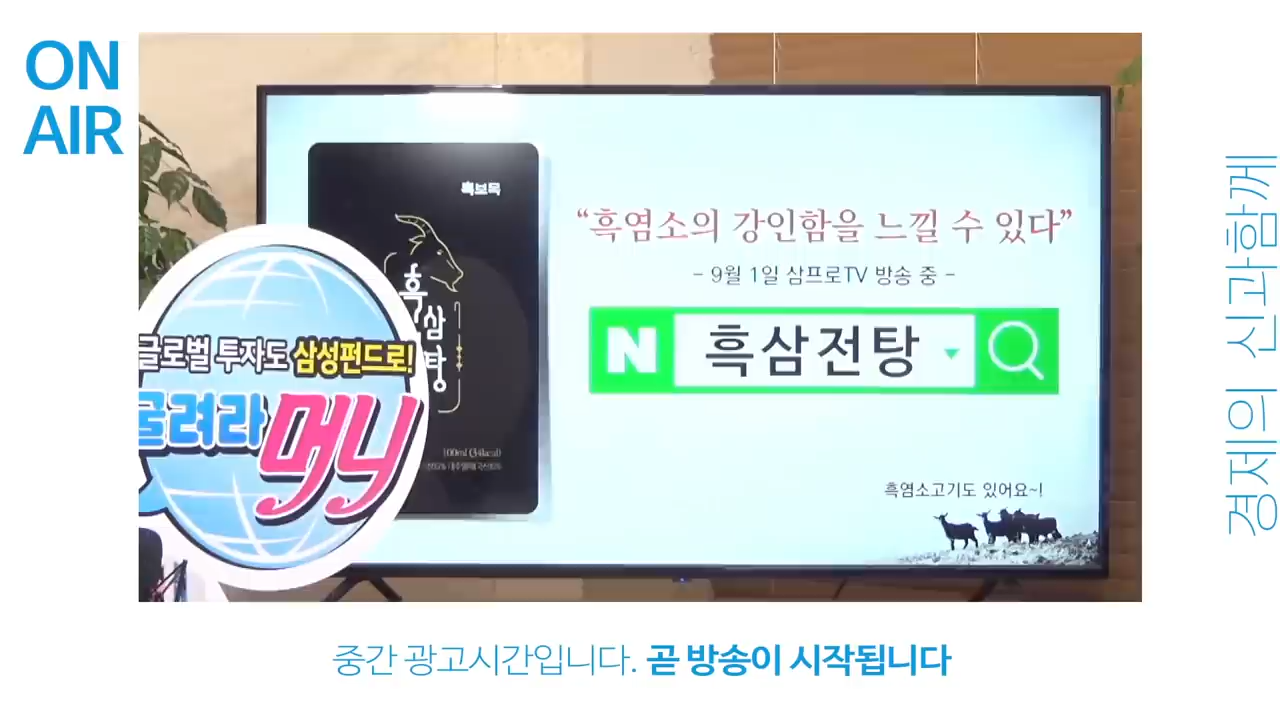 ON
AIR
흑보목
흑삼
탕
100ml (34kcal)
“흑염소의 강인함을 느낄 수 있다”
- 9월 1일 삼프로TV 방송 중 -
N 흑삼전탕
흑염소고기도 있어요~!
글로벌 투자도 삼성펀드로!
굴려라
머니
경제의 신과함께
중간 광고시간입니다. 곧 방송이 시작됩니다